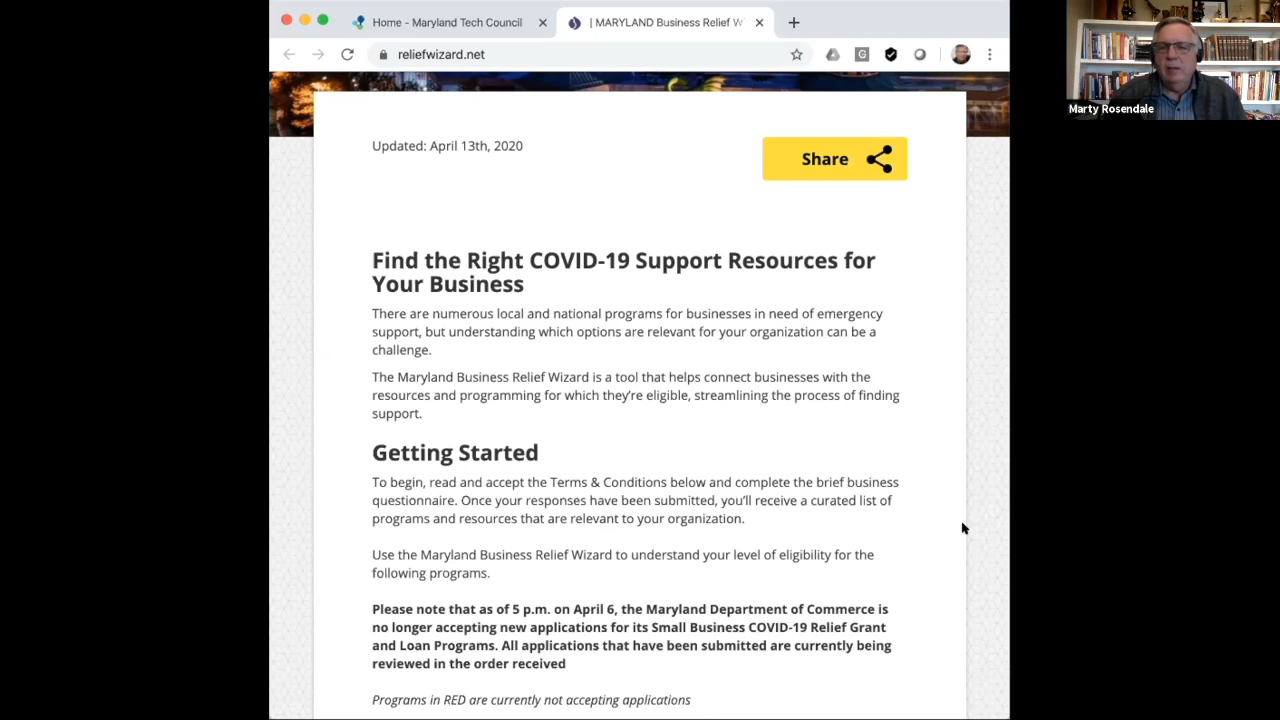 Home - Maryland Tech Council
| MARYLAND Business Relief W
reliefwizard.net
G
Marty Rosendale
Updated: April 13th, 2020
Share
Find the Right COVID-19 Support Resources for
Your Business
There are numerous local and national programs for businesses in need of emergency
support, but understanding which options are relevant for your organization can be a
challenge.
The Maryland Business Relief Wizard is a tool that helps connect businesses with the
resources and programming for which they’re eligible, streamlining the process of finding
support.
Getting Started
To begin, read and accept the Terms & Conditions below and complete the brief business
questionnaire. Once your responses have been submitted, you’ll receive a curated list of
programs and resources that are relevant to your organization.
Use the Maryland Business Relief Wizard to understand your level of eligibility for the
following programs.
Please note that as of 5 p.m. on April 6, the Maryland Department of Commerce is
no longer accepting new applications for its Small Business COVID-19 Relief Grant
and Loan Programs. All applications that have been submitted are currently being
reviewed in the order received
Programs in RED are currently not accepting applications